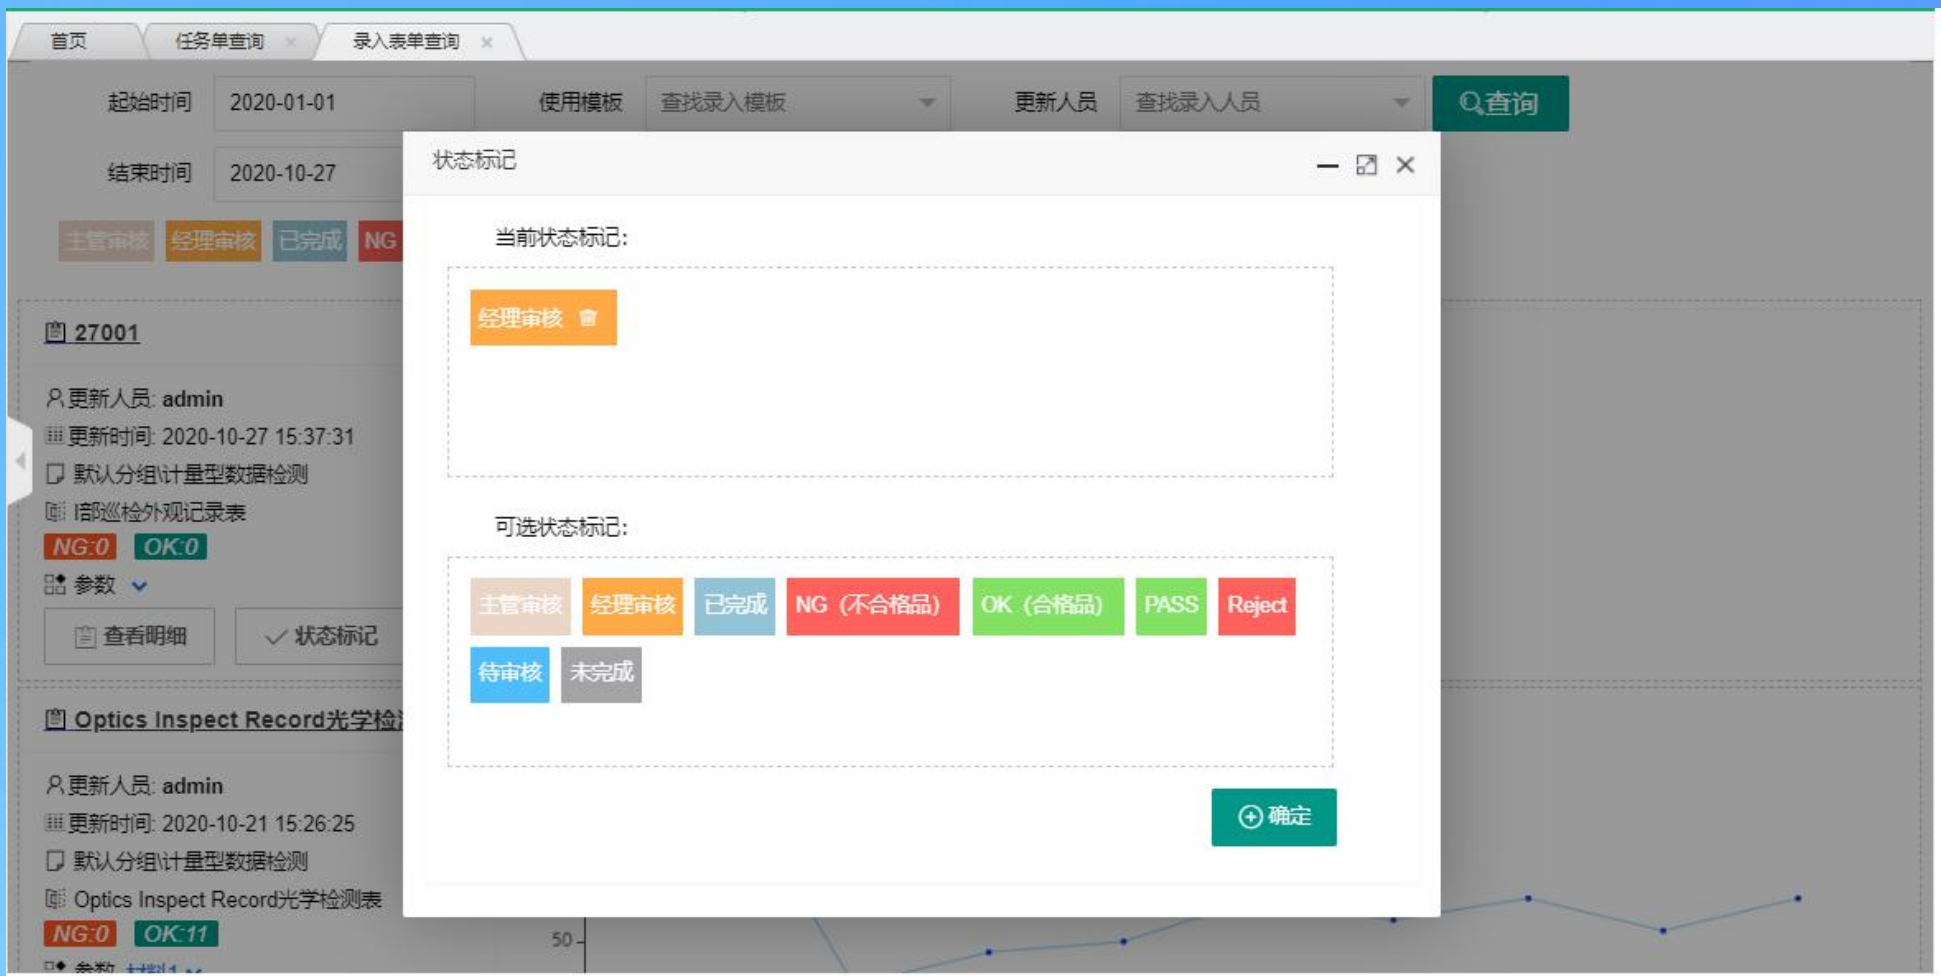 首页 任务单查询 录入表单查询
起始时间 2020-01-01 使用模板 查找录入模板 更新人员 查找录入人员 查询
结束时间 2020-10-27
主管审核 经理审核 已完成 NG
27001
更新人员: admin
更新时间: 2020-10-27 15:37:31
默认分组\计量型数据检测
I部巡检外观记录表
NG:0 OK:0
参数
查看明细 状态标记
Optics Inspect Record光学检
更新人员: admin
更新时间: 2020-10-21 15:26:25
默认分组\计量型数据检测
Optics Inspect Record光学检测表
NG:0 OK:11
参数 材料1
50
状态标记
当前状态标记:
经理审核
可选状态标记:
主管审核 经理审核 已完成 NG (不合格品) OK (合格品) PASS Reject
待审核 未完成
确定